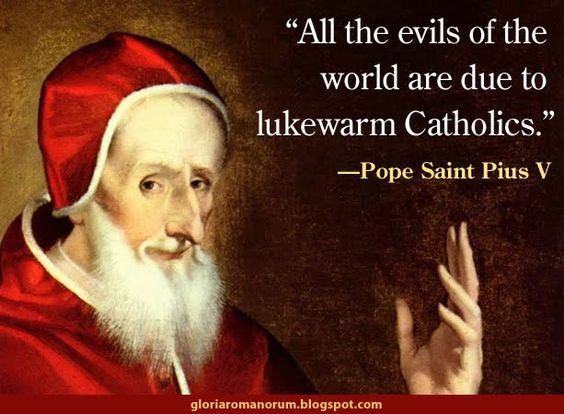 “All the evils of the
world are due to
lukewarm Catholics.”
—Pope Saint Pius V
gloriaromanorum.blogspot.com